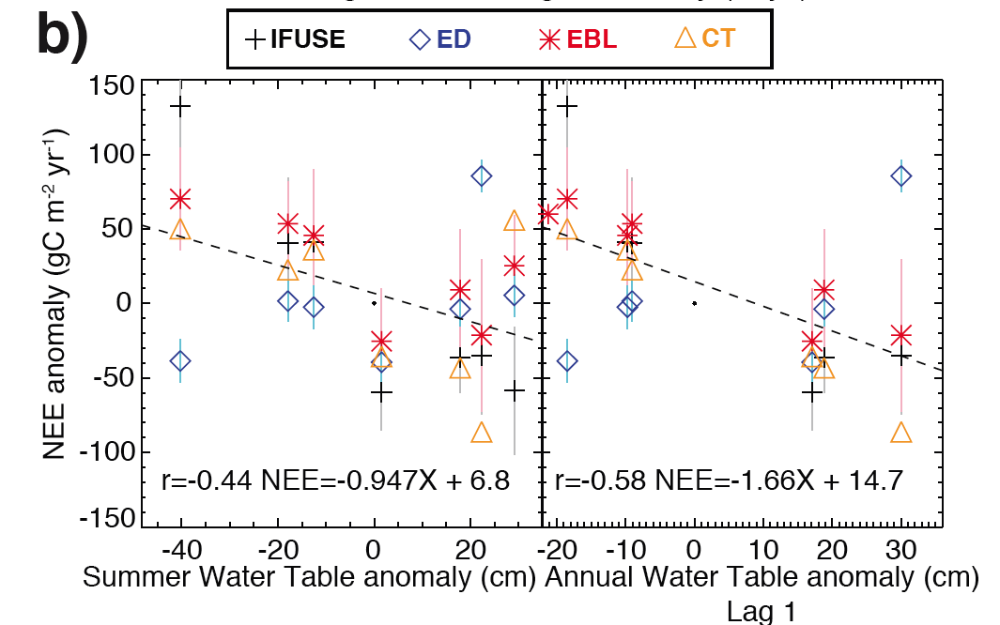 b)
IFUSE ED EBL CT
150
100
50
0
-50
-100
-150
NEE anomaly (gC m-2 yr-1)
r=-0.44 NEE=-0.947X + 6.8
r=-0.58 NEE=-1.66X + 14.7
-40 -20 0 20
-20 -10 0 10 20 30
Summer Water Table anomaly (cm)
Annual Water Table anomaly (cm)
Lag 1